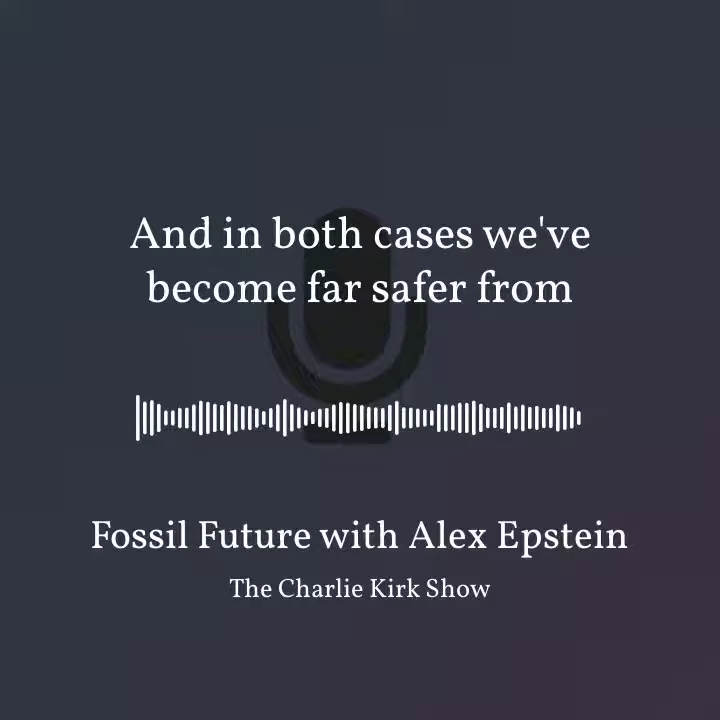 And in both cases we've
become far safer from
Fossil Future with Alex Epstein
The Charlie Kirk Show